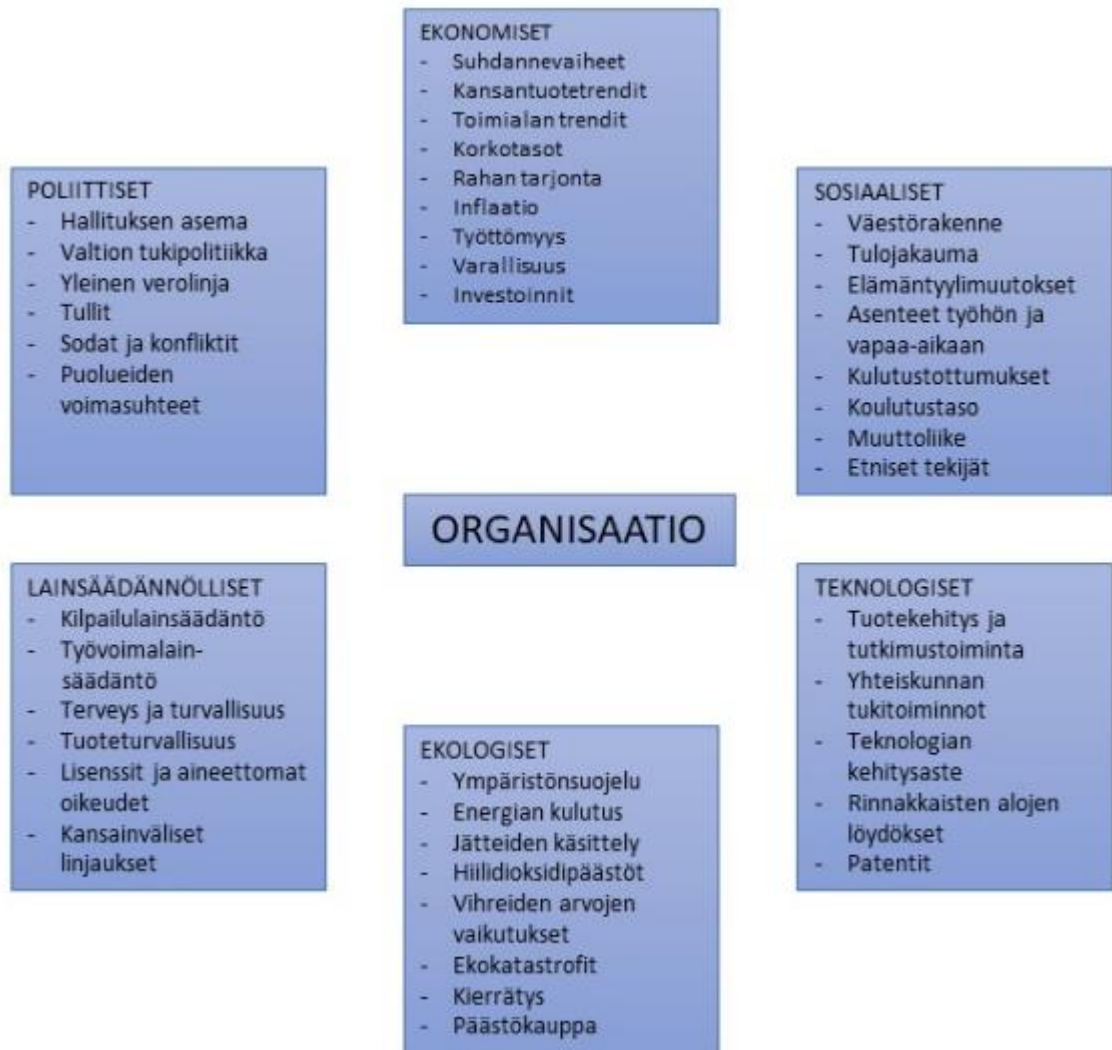 EKONOMISET
- Suhdannevaiheet
- Kansantuotetrendit
- Toimialan trendit
- Korkotasot
- Rahan tarjonta
- Inflaatio
- Työttömyys
- Varallisuus
- Investoinnit
POLIITTISET
- Hallituksen asema
- Valtion tukipolitiikka
- Yleinen verolinja
- Tullit
- Sodat ja konfliktit
- Puolueiden
voimasuhteet
SOSIAALISET
- Väestörakenne
- Tulojakauma
- Elämäntyylimuutokset
- Asenteet työhön ja
vapaa-aikaan
- Kulutustottumukset
- Koulutustaso
- Muuttoliike
- Etniset tekijät
ORGANISAATIO
LAINSÄÄDÄNNÖLLISET
- Kilpailulainsäädäntö
- Työvoimalain-
säädäntö
- Terveys ja turvallisuus
- Tuoteturvallisuus
- Lisenssit ja aineettomat
oikeudet
- Kansainväliset
linjaukset
TEKNOLOGISET
- Tuotekehitys ja
tutkimustoiminta
- Yhteiskunnan
tukitoiminnot
- Teknologian
kehitysaste
- Rinnakkaisten alojen
löydökset
- Patentit
EKOLOGISET
- Ympäristönsuojelu
- Energian kulutus
- Jätteiden käsittely
- Hiilidioksidipäästöt
- Vihreiden arvojen
vaikutukset
- Ekokatastrofit
- Kierrätys
- Päästökauppa